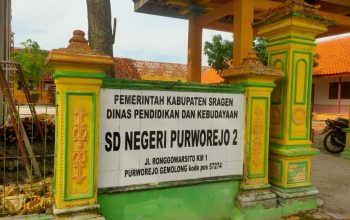 PEMERINTAH KABUPATEN SRAGEN
DINAS PENDIDIKAN DAN KEBUDAYAAN
SD NEGERI PURWOREJO 2
JL. RONGGOWARSITO KM 1
PURWOREJO GEMOLONG kode pos 57274